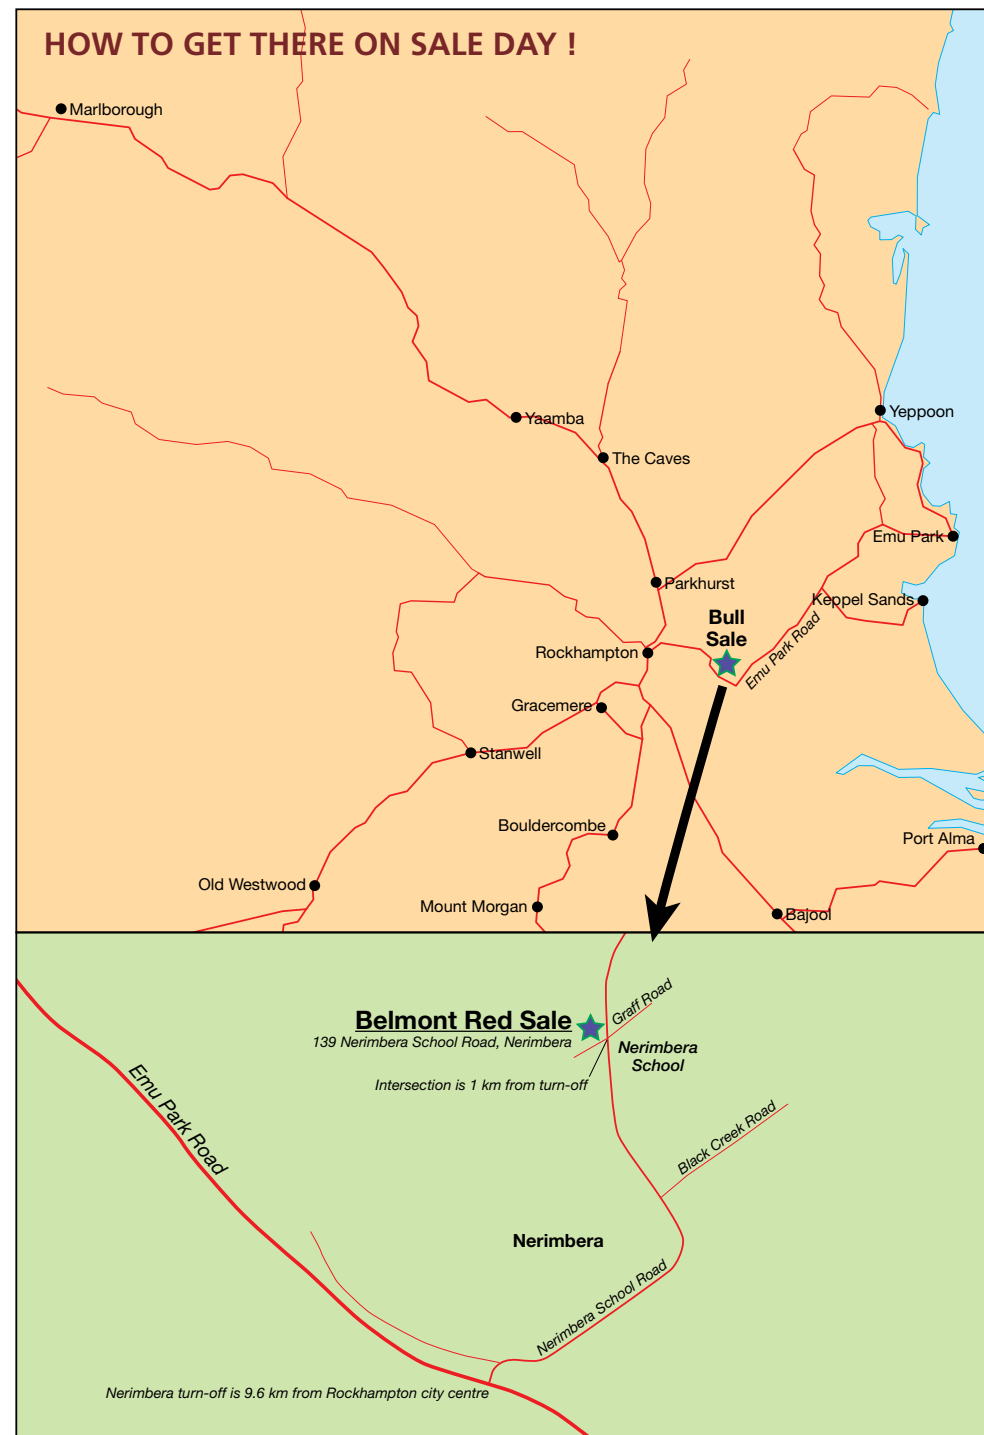 HOW TO GET THERE ON SALE DAY !
Marlborough
Yeppoon
Yaamba
The Caves
Emu Park
Parkhurst
Keppel Sands
Bull
Sale
Emu Park Road
Rockhampton
Gracemere
Stanwell
Bouldercombe
Port Alma
Old Westwood
Mount Morgan
Bajool
Graff Road
Belmont Red Sale
139 Nerimbera School Road, Nerimbera
Nerimbera
School
Intersection is 1 km from turn-off
Emu Park Road
Black Creek Road
Nerimbera
Nerimbera School Road
Nerimbera turn-off is 9.6 km from Rockhampton city centre